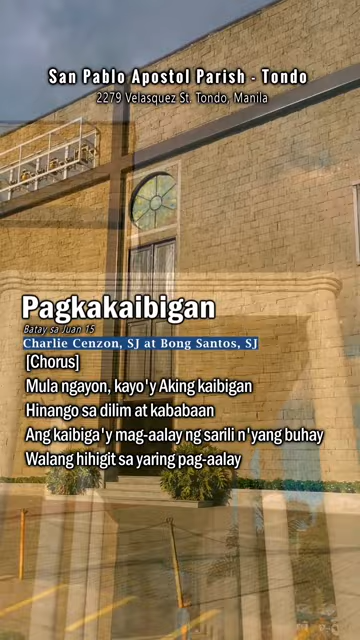 San Pablo Apostol Parish - Tondo
2279 Velasquez St. Tondo, Manila
Pagkakaibigan
Batay sa Juan 15
Charlie Cenzon, SJ at Bong Santos, SJ
[Chorus]
Mula ngayon, kayo'y Aking kaibigan
Hinango sa dilim at kababaan
Ang kaibiga'y mag-aalay ng sarili n'yang buhay
Walang hihigit sa yaring pag-aalay